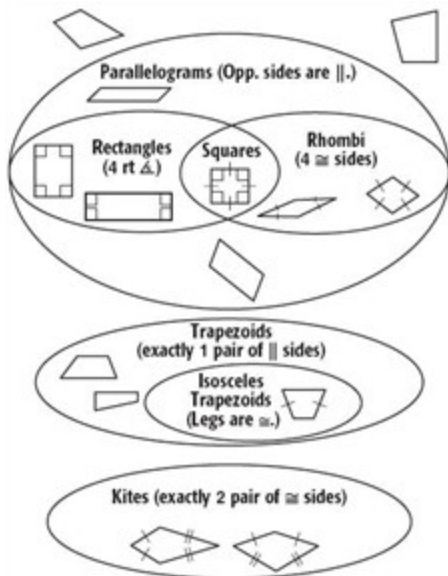 Parallelograms (Opp. sides are ||.)
Rectangles
(4 rt ∡)
Squares
Rhombi
(4 ≅ sides)
Trapezoids
(exactly 1 pair of || sides)
Isosceles
Trapezoids
(Legs are ≅.)
Kites (exactly 2 pair of ≅ sides)